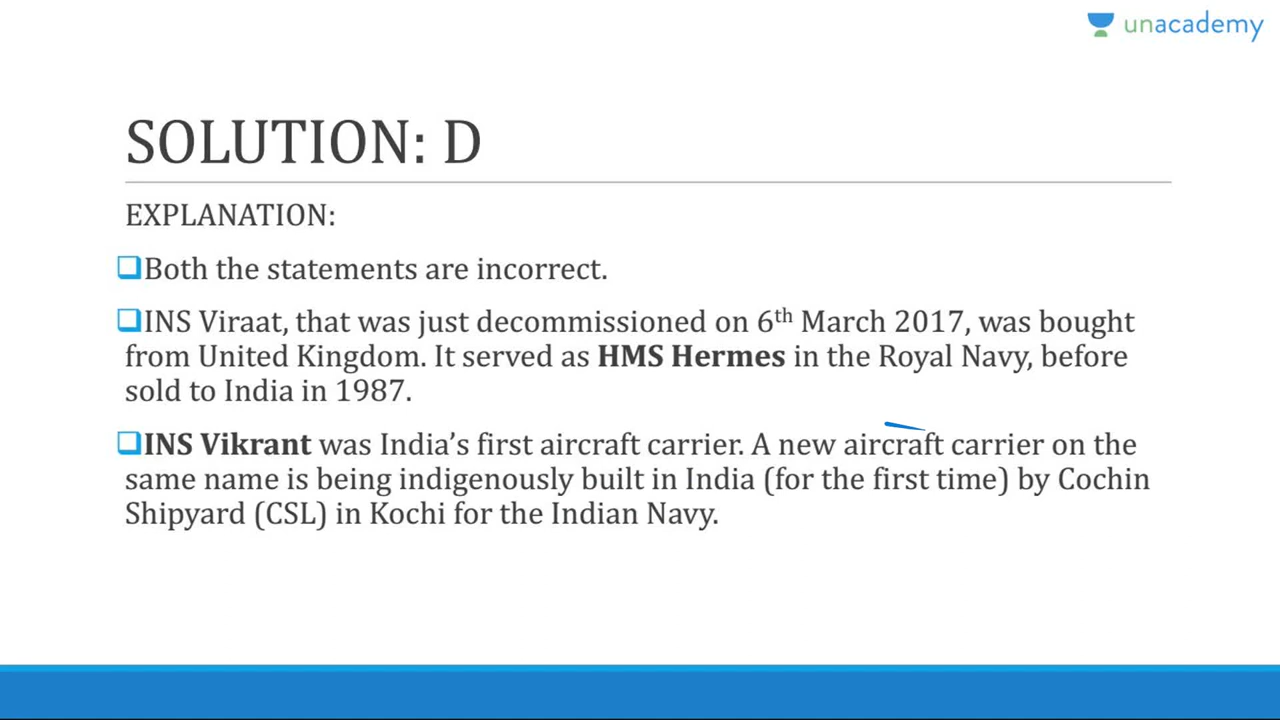 unacademy
SOLUTION: D
EXPLANATION:
Both the statements are incorrect.
INS Viraat, that was just decommissioned on 6th March 2017, was bought
from United Kingdom. It served as HMS Hermes in the Royal Navy, before
sold to India in 1987.
INS Vikrant was India’s first aircraft carrier. A new aircraft carrier on the
same name is being indigenously built in India (for the first time) by Cochin
Shipyard (CSL) in Kochi for the Indian Navy.